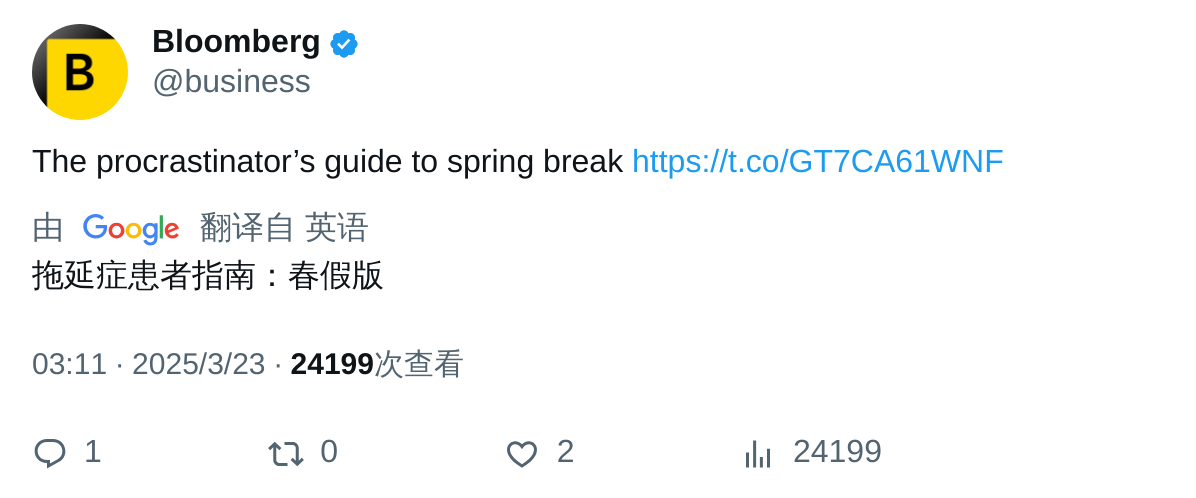 Bloomberg
@business
The procrastinator’s guide to spring break https://t.co/GT7CA61WNF
由 Google 翻译自 英语
拖延症患者指南：春假版
03:11 · 2025/3/23 · 24199次查看
1 0 2 24199